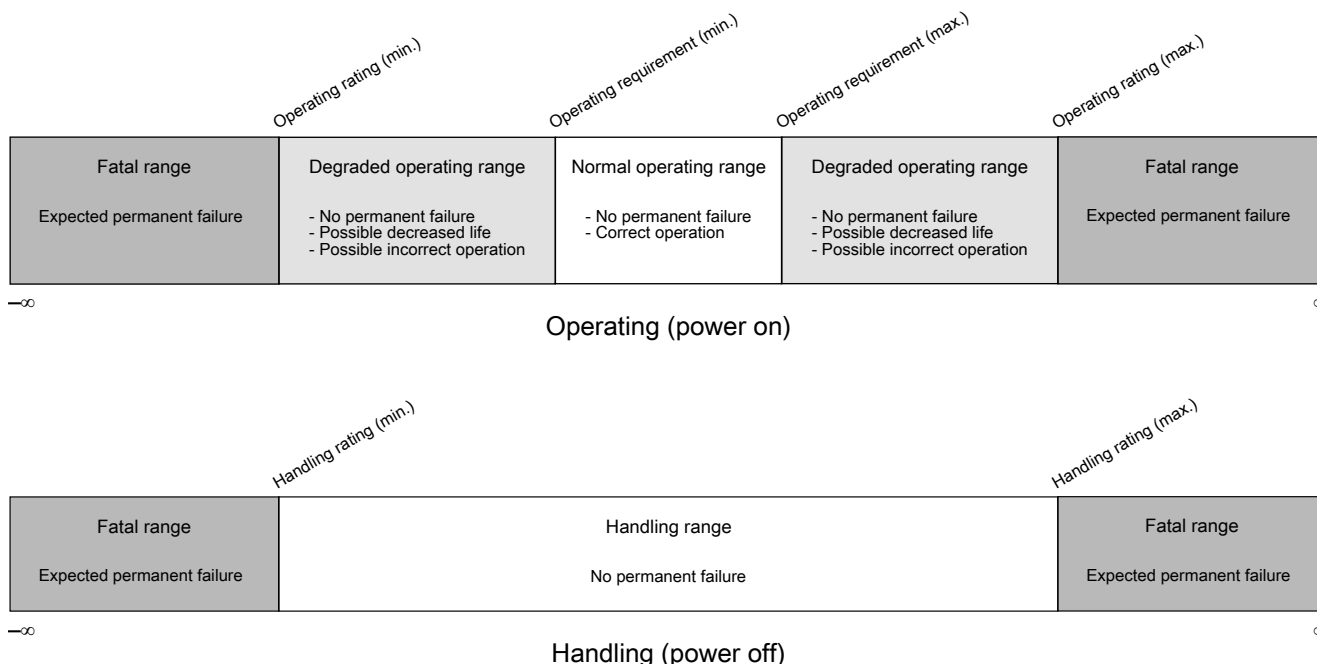 Operating rating (min.)
Operating requirement (min.)
Operating requirement (max.)
Operating rating (max.)
Fatal range
Expected permanent failure
Degraded operating range
- No permanent failure
- Possible decreased life
- Possible incorrect operation
Normal operating range
- No permanent failure
- Correct operation
Degraded operating range
- No permanent failure
- Possible decreased life
- Possible incorrect operation
Fatal range
Expected permanent failure
–∞
Operating (power on)
Handling rating (min.)
Handling rating (max.)
Fatal range
Expected permanent failure
Handling range
No permanent failure
Fatal range
Expected permanent failure
–∞
Handling (power off)